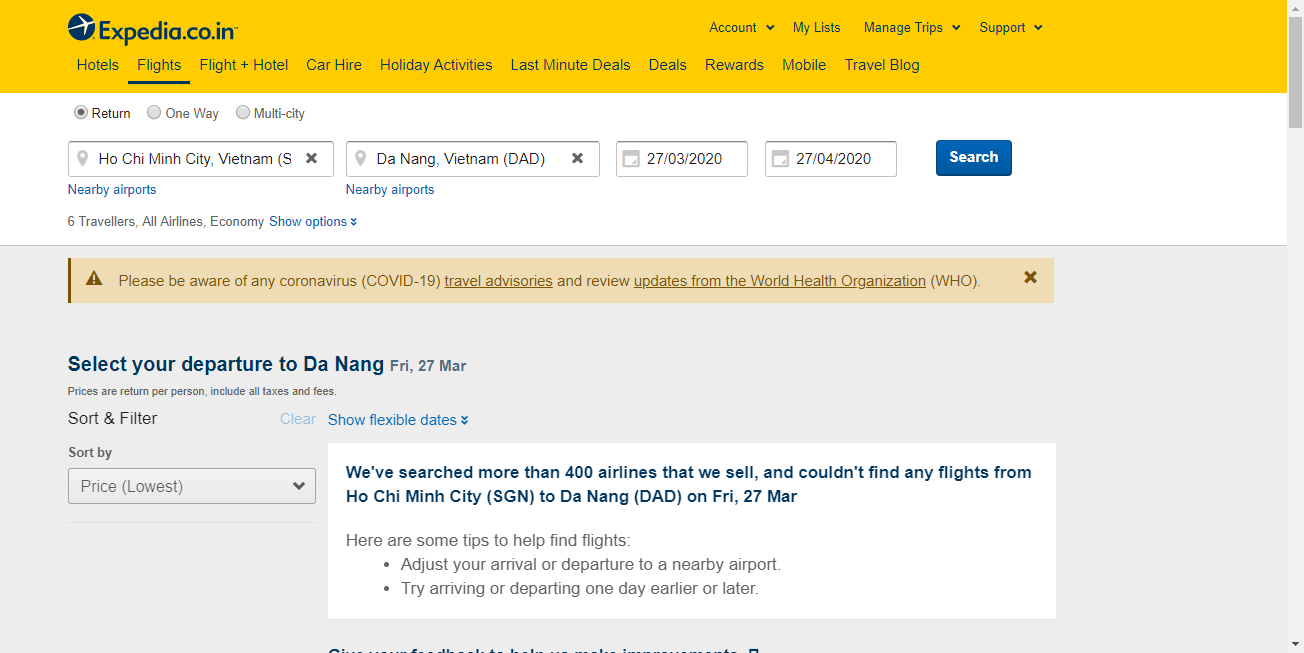 Expedia.co.in
Account My Lists Manage Trips Support
Hotels Flights Flight + Hotel Car Hire Holiday Activities Last Minute Deals Deals Rewards Mobile Travel Blog
Return One Way Multi-city
Ho Chi Minh City, Vietnam (S Da Nang, Vietnam (DAD) 27/03/2020 27/04/2020 Search
Nearby airports Nearby airports
6 Travellers, All Airlines, Economy Show options
Please be aware of any coronavirus (COVID-19) travel advisories and review updates from the World Health Organization (WHO).
Select your departure to Da Nang Fri, 27 Mar
Prices are return per person, include all taxes and fees.
Sort & Filter Clear Show flexible dates
Sort by
Price (Lowest)
We've searched more than 400 airlines that we sell, and couldn't find any flights from
Ho Chi Minh City (SGN) to Da Nang (DAD) on Fri, 27 Mar
Here are some tips to help find flights:
• Adjust your arrival or departure to a nearby airport.
• Try arriving or departing one day earlier or later.
Give your feedback to help us make improvements.